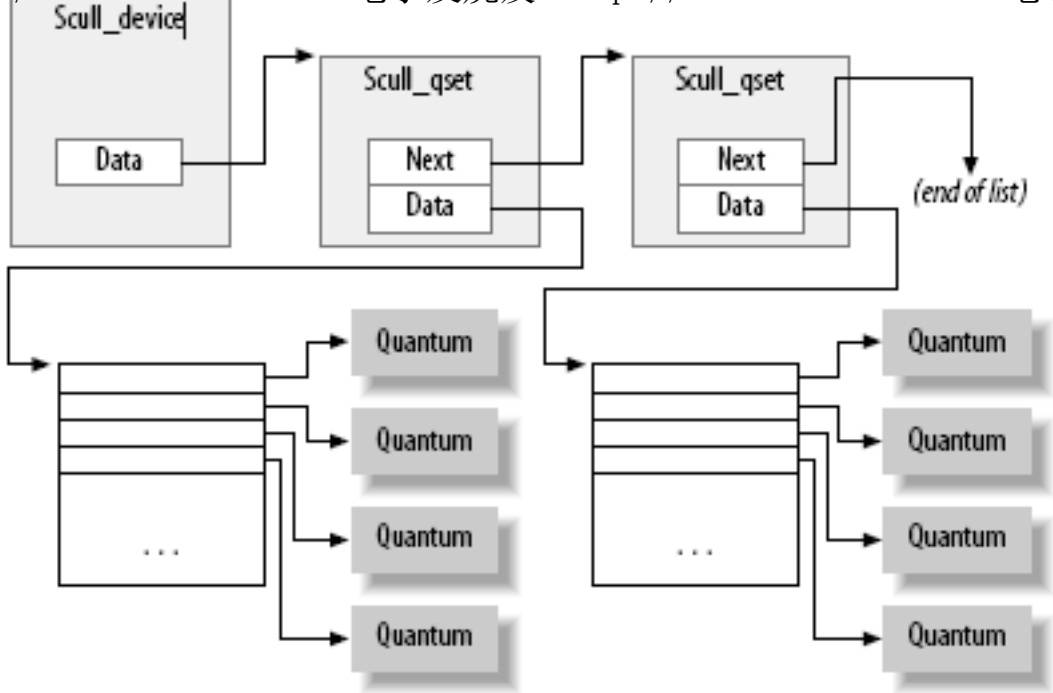 Scull_device
Data
Scull_qset
Next
Data
Scull_qset
Next
Data
(end of list)
Quantum
Quantum
Quantum
Quantum
...
Quantum
Quantum
Quantum
Quantum
...